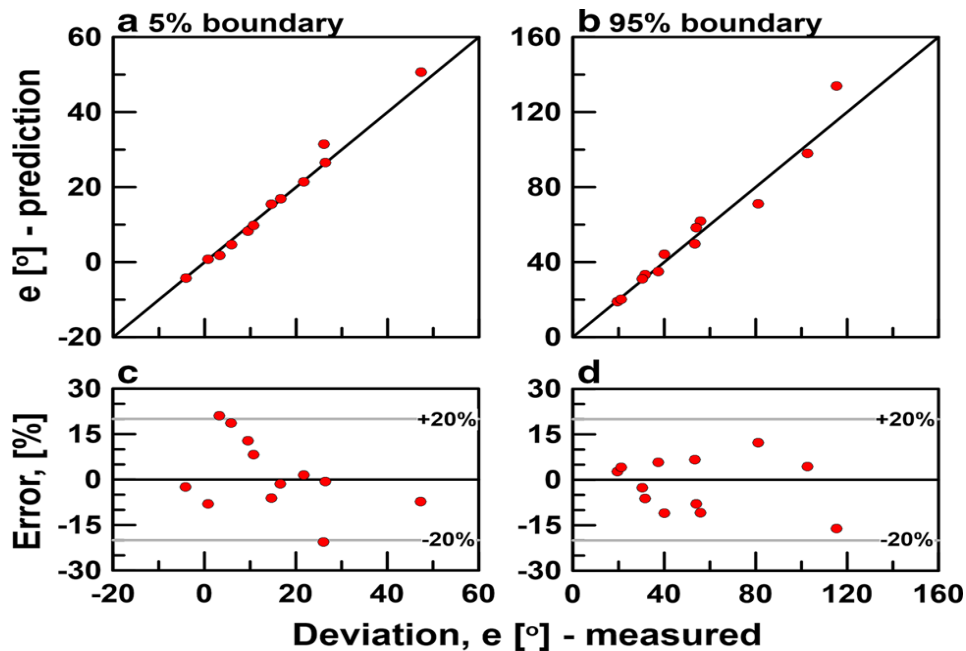 a 5% boundary
b 95% boundary
60
40
20
0
-20
160
120
80
40
0
e [º] - prediction
c
d
30
15
0
-15
-30
+20%
-20%
30
15
0
-15
-30
+20%
-20%
Error, [%]
-20 0 20 40 60
0 40 80 120 160
Deviation, e [º] - measured